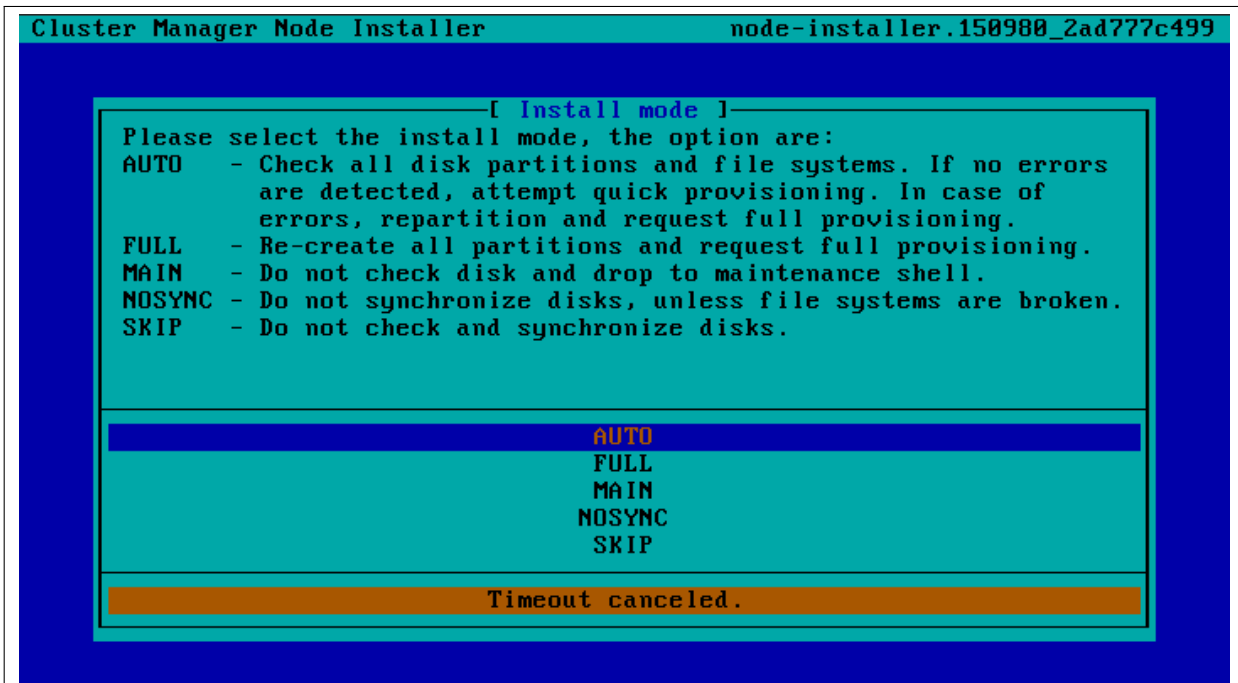 Cluster Manager Node Installer node-installer.150980_2ad777c499
[ Install mode ]
Please select the install mode, the option are:
AUTO - Check all disk partitions and file systems. If no errors
are detected, attempt quick provisioning. In case of
errors, repartition and request full provisioning.
FULL - Re-create all partitions and request full provisioning.
MAIN - Do not check disk and drop to maintenance shell.
NOSYNC - Do not synchronize disks, unless file systems are broken.
SKIP - Do not check and synchronize disks.
AUTO
FULL
MAIN
NOSYNC
SKIP
Timeout canceled.